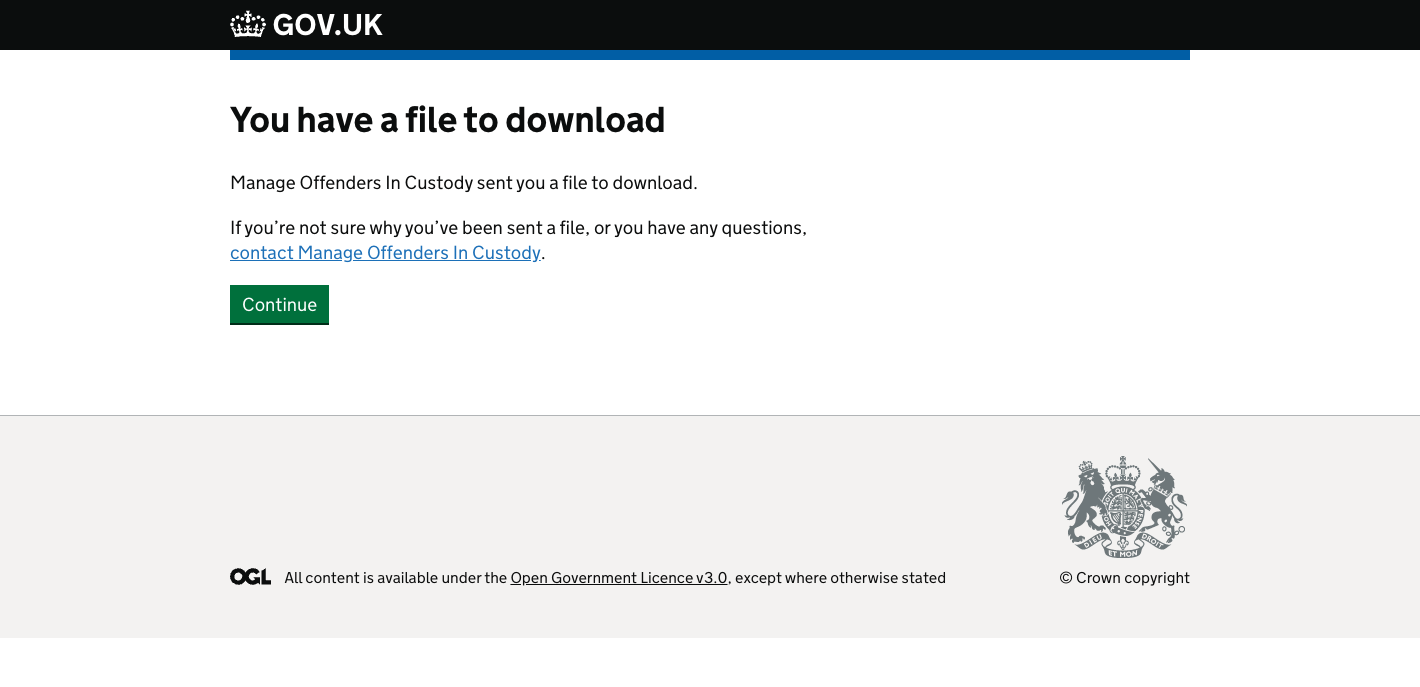 GOV.UK
You have a file to download
Manage Offenders In Custody sent you a file to download.
If you’re not sure why you’ve been sent a file, or you have any questions,
contact Manage Offenders In Custody.
Continue
DIEU ET MON DROIT
OGL All content is available under the Open Government Licence v3.0, except where otherwise stated
© Crown copyright